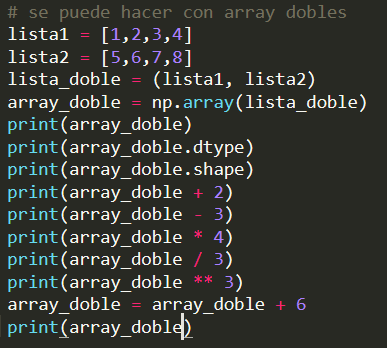 # se puede hacer con array dobles
lista1 = [1,2,3,4]
lista2 = [5,6,7,8]
lista_doble = (lista1, lista2)
array_doble = np.array(lista_doble)
print(array_doble)
print(array_doble.dtype)
print(array_doble.shape)
print(array_doble + 2)
print(array_doble - 3)
print(array_doble * 4)
print(array_doble / 3)
print(array_doble ** 3)
array_doble = array_doble + 6
print(array_doble)